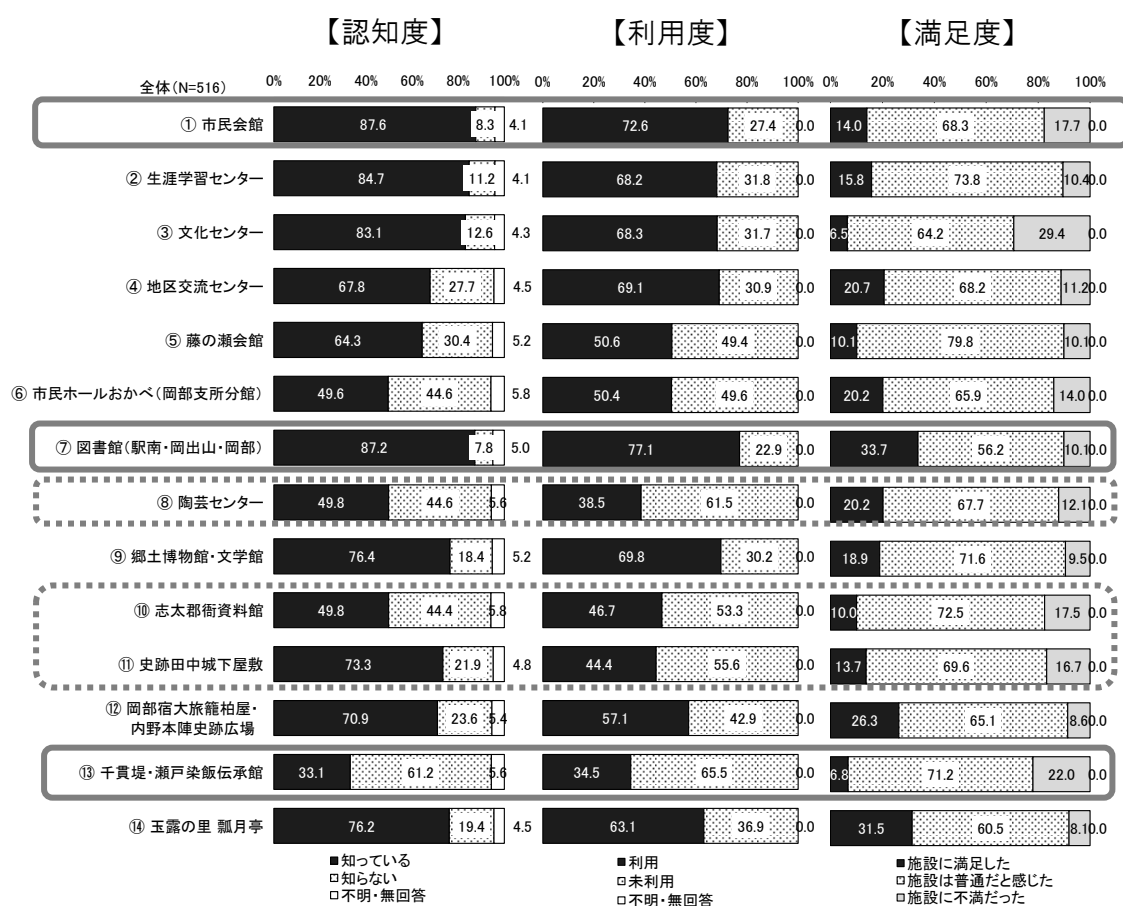 【認知度】 【利用度】 【満足度】
全体(N=516) 0% 20% 40% 60% 80% 100% 0% 20% 40% 60% 80% 100% 0% 20% 40% 60% 80% 100%
① 市民会館 87.6 8.3 4.1 72.6 27.4 0.0 14.0 68.3 17.7 0.0
② 生涯学習センター 84.7 11.2 4.1 68.2 31.8 0.0 15.8 73.8 10.4 0.0
③ 文化センター 83.1 12.6 4.3 68.3 31.7 0.0 6.5 64.2 29.4 0.0
④ 地区交流センター 67.8 27.7 4.5 69.1 30.9 0.0 20.7 68.2 11.2 0.0
⑤ 藤の瀬会館 64.3 30.4 5.2 50.6 49.4 0.0 10.1 79.8 10.1 0.0
⑥ 市民ホールおかべ(岡部支所分館) 49.6 44.6 5.8 50.4 49.6 0.0 20.2 65.9 14.0 0.0
⑦ 図書館(駅南・岡出山・岡部) 87.2 7.8 5.0 77.1 22.9 0.0 33.7 56.2 10.1 0.0
⑧ 陶芸センター 49.8 44.6 5.6 38.5 61.5 0.0 20.2 67.7 12.1 0.0
⑨ 郷土博物館・文学館 76.4 18.4 5.2 69.8 30.2 0.0 18.9 71.6 9.5 0.0
⑩ 志太郡衙資料館 49.8 44.4 5.8 46.7 53.3 0.0 10.0 72.5 17.5 0.0
⑪ 史跡田中城下屋敷 73.3 21.9 4.8 44.4 55.6 0.0 13.7 69.6 16.7 0.0
⑫ 岡部宿大旅籠柏屋・
内野本陣史跡広場 70.9 23.6 5.4 57.1 42.9 0.0 26.3 65.1 8.6 0.0
⑬ 千貫堤・瀬戸染飯伝承館 33.1 61.2 5.6 34.5 65.5 0.0 6.8 71.2 22.0 0.0
⑭ 玉露の里 瓢月亭 76.2 19.4 4.5 63.1 36.9 0.0 31.5 60.5 8.1 0.0
■知っている ■利用 ■施設に満足した
□知らない □未利用 □施設は普通だと感じた
□不明・無回答 □不明・無回答 □施設に不満だった